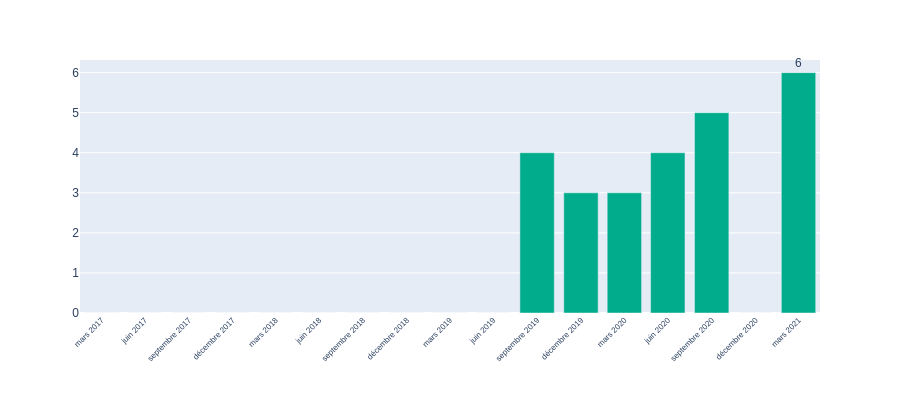 6
6
5
4
3
2
1
0
mars 2017
juin 2017
septembre 2017
décembre 2017
mars 2018
juin 2018
septembre 2018
décembre 2018
mars 2019
juin 2019
septembre 2019
décembre 2019
mars 2020
juin 2020
septembre 2020
décembre 2020
mars 2021